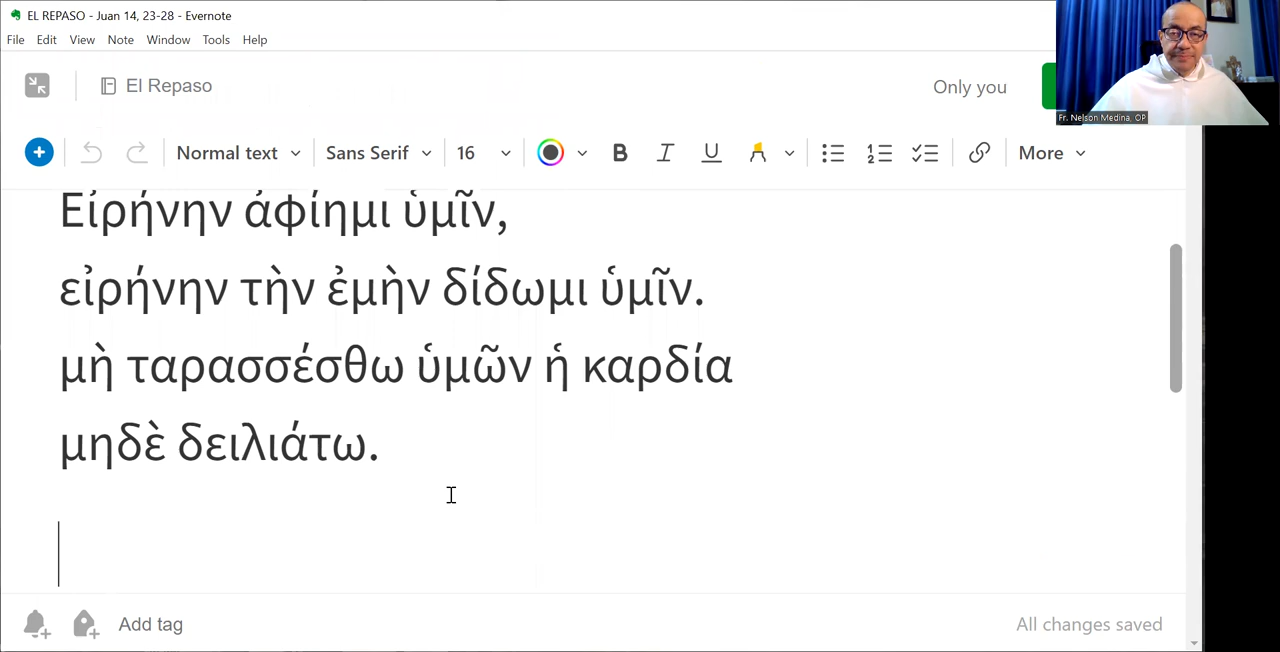 EL REPASO - Juan 14, 23-28 - Evernote
File Edit View Note Window Tools Help
El Repaso
Only you
Fr. Nelson Medina, OP
Normal text Sans Serif 16 B I U More
Εἰρήνην ἀφίημι ὑμῖν,
εἰρήνην τὴν ἐμὴν δίδωμι ὑμῖν.
μὴ ταρασσέσθω ὑμῶν ἡ καρδία
μηδὲ δειλιάτω.
Add tag
All changes saved